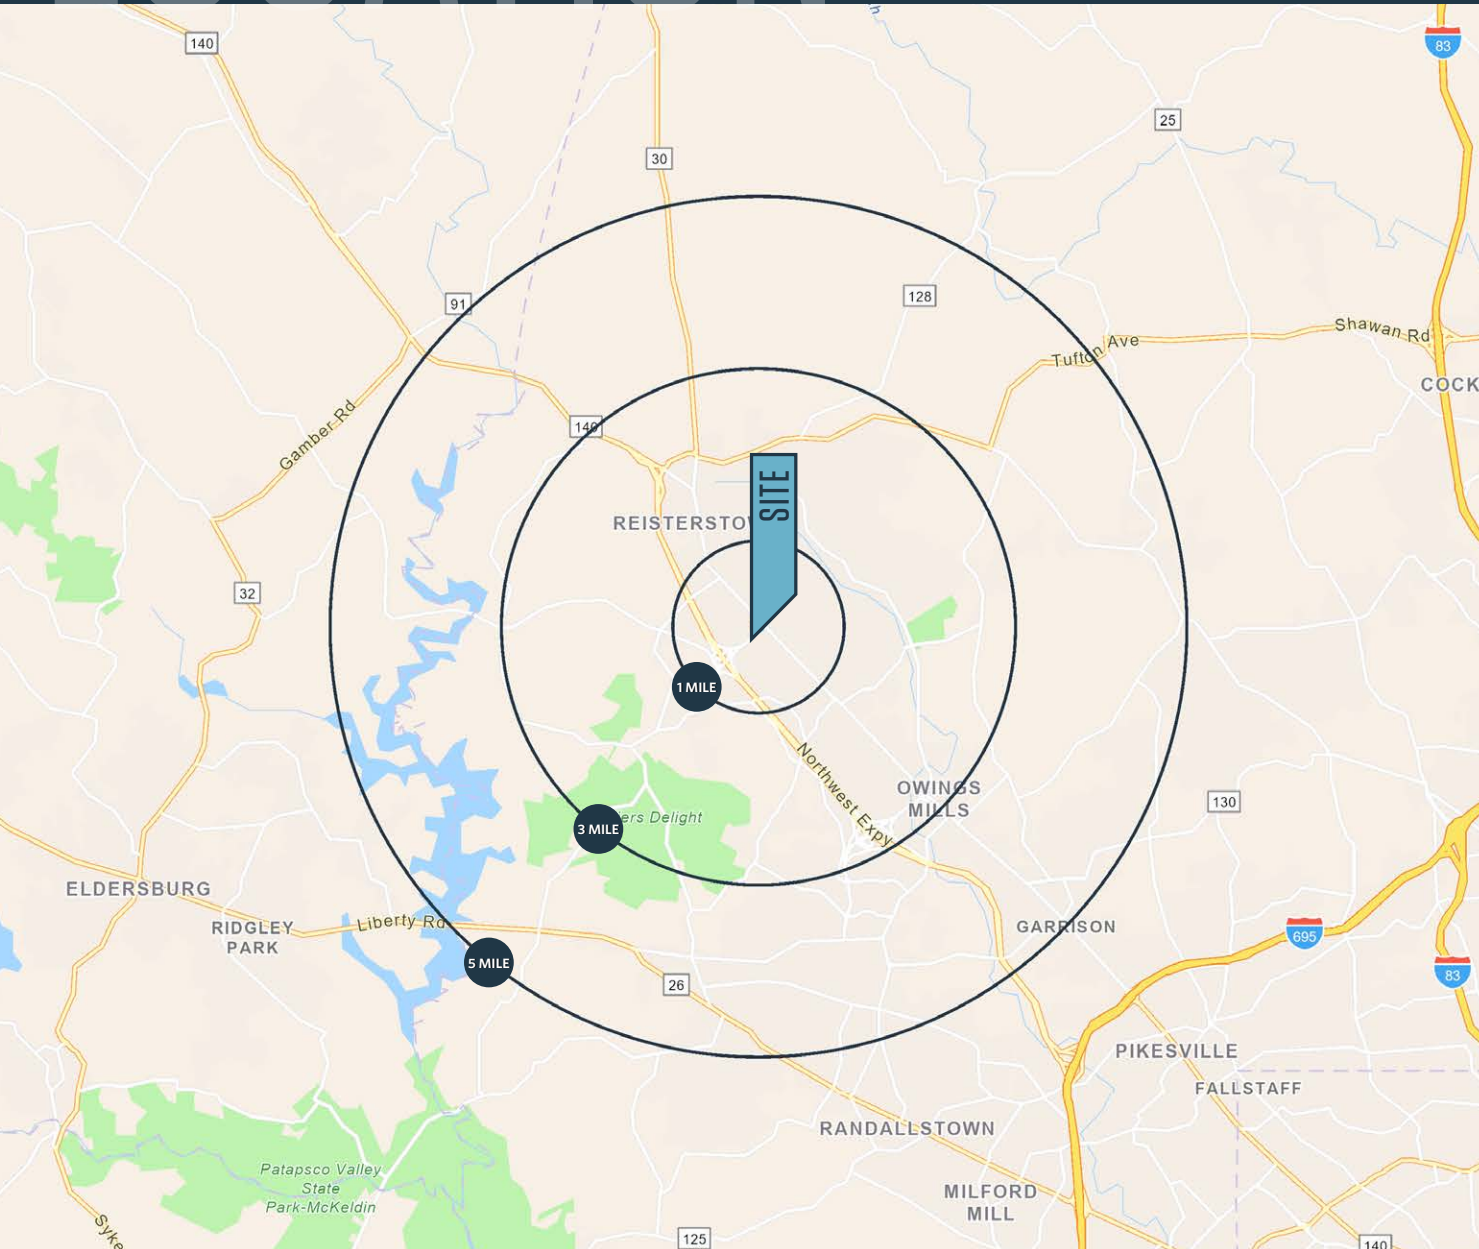 140
83
25
30
91
128
Shawan Rd
Tufton Ave
COCK
Gamber Rd
140
SITE
REISTERSTO
32
1 MILE
Northwest Expy
OWINGS
MILLS
130
3 MILE
ers Delight
ELDERSBURG
RIDGLEY
PARK
Liberty Rd
GARRISON
695
5 MILE
26
83
PIKESVILLE
FALLSTAFF
RANDALLSTOWN
Patapsco Valley
State
Park-McKeldin
MILFORD
MILL
Syke
125
140